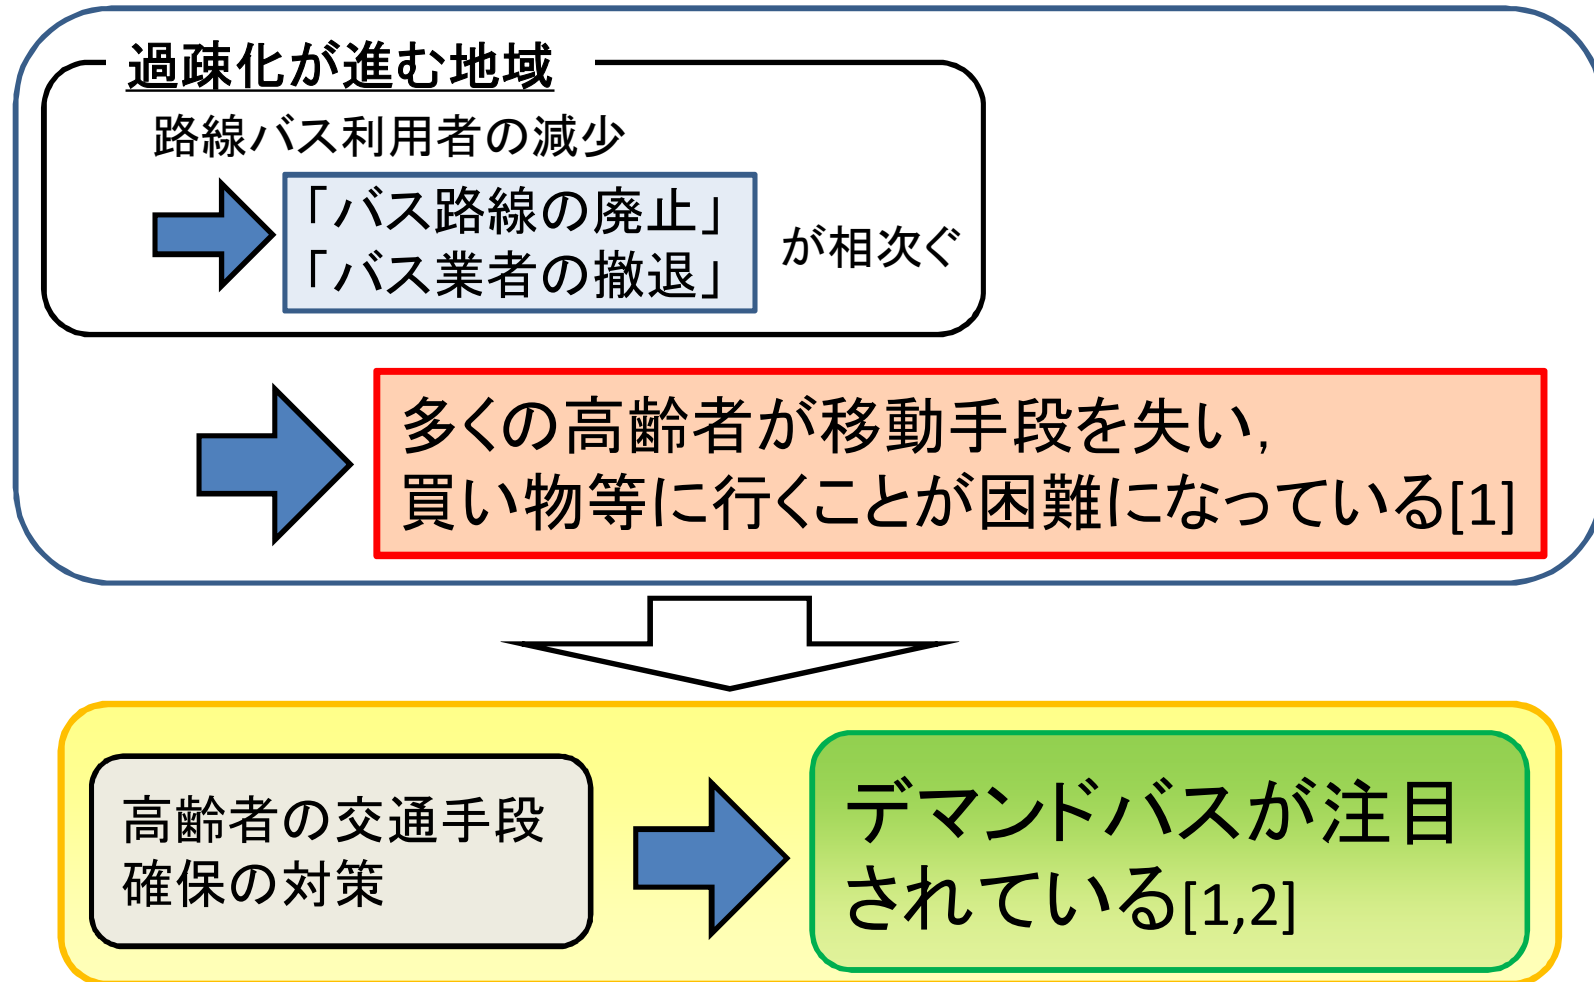 過疎化が進む地域
路線バス利用者の減少
「バス路線の廃止」
「バス業者の撤退」
が相次ぐ
多くの高齢者が移動手段を失い,
買い物等に行くことが困難になっている[1]
高齢者の交通手段
確保の対策
デマンドバスが注目
されている[1,2]